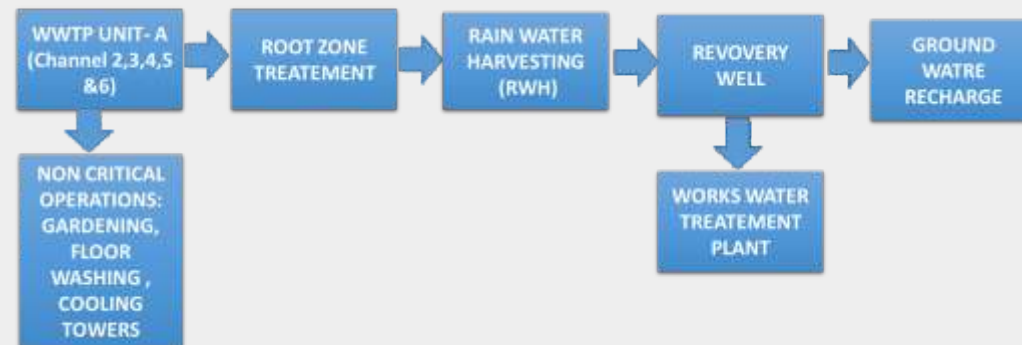 WWTP UNIT- A
(Channel 2,3,4,5
&6)
ROOT ZONE
TREATEMENT
RAIN WATER
HARVESTING
(RWH)
REVOVERY
WELL
GROUND
WATRE
RECHARGE
NON CRITICAL
OPERATIONS:
GARDENING,
FLOOR
WASHING ,
COOLING
TOWERS
WORKS WATER
TREATEMENT
PLANT